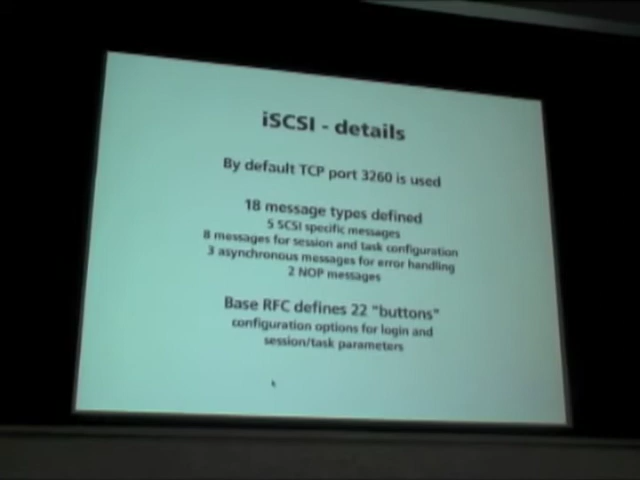 iSCSI - details
By default TCP port 3260 is used
18 message types defined
5 SCSI specific messages
8 messages for session and task configuration
3 asynchronous messages for error handling
2 NOP messages
Base RFC defines 22 "buttons"
configuration options for login and
session/task parameters